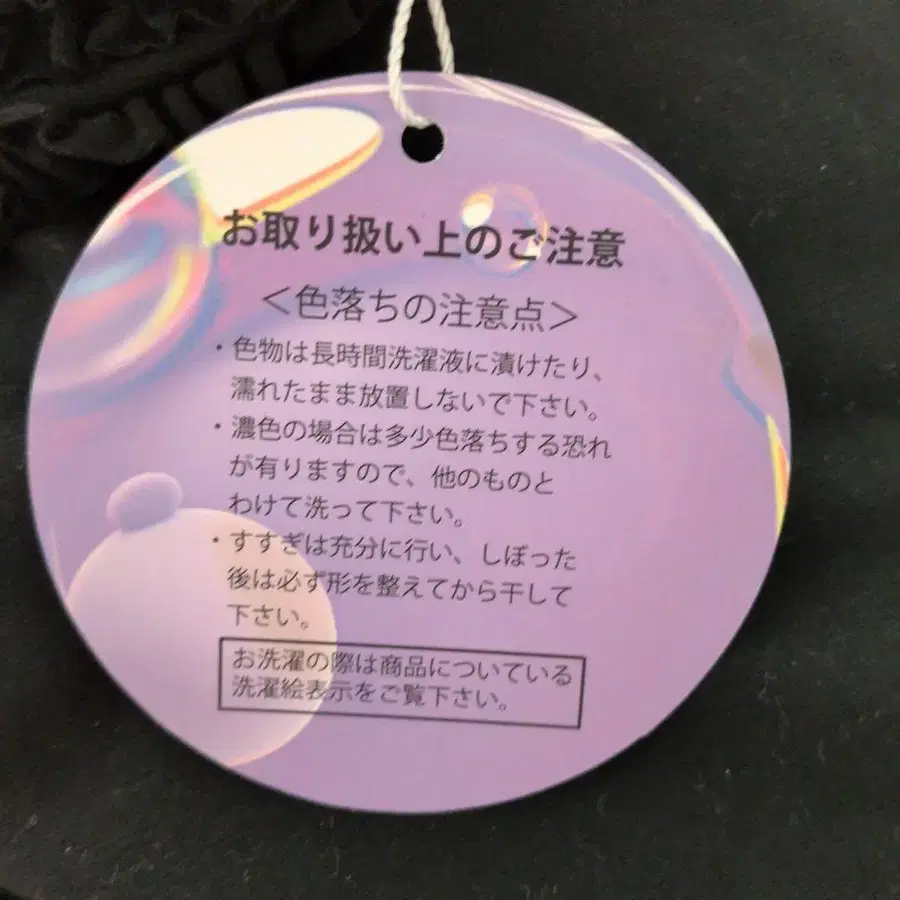 お取り扱い上のご注意
＜色落ちの注意点＞
・色物は長時間洗濯液に漬けたり、
濡れたまま放置しないで下さい。
・濃色の場合は多少色落ちする恐れ
が有りますので、他のものと
わけて洗って下さい。
・すすぎは充分に行い、しぼった
後は必ず形を整えてから干して
下さい。
お洗濯の際は商品についている
洗濯絵表示をご覧下さい。